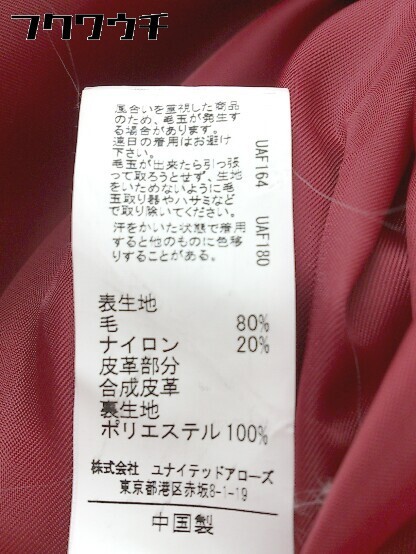 フクワウチ
風合いを重視した商品
のため、毛玉が発生す
る場合があります。
連日の着用はお避け
下さい。
毛玉が出来たら引っ張
って取ろうとせず、生地
をいためないように毛
玉取り器やハサミなど
で取り除いてください。
汗をかいた状態で着用
すると他のものに色移
りすることがある。
UAF164 UAF180
表生地
毛 80%
ナイロン 20%
皮革部分
合成皮革
裏生地
ポリエステル 100%
株式会社 ユナイテッドアローズ
東京都港区赤坂8-1-19
中国製